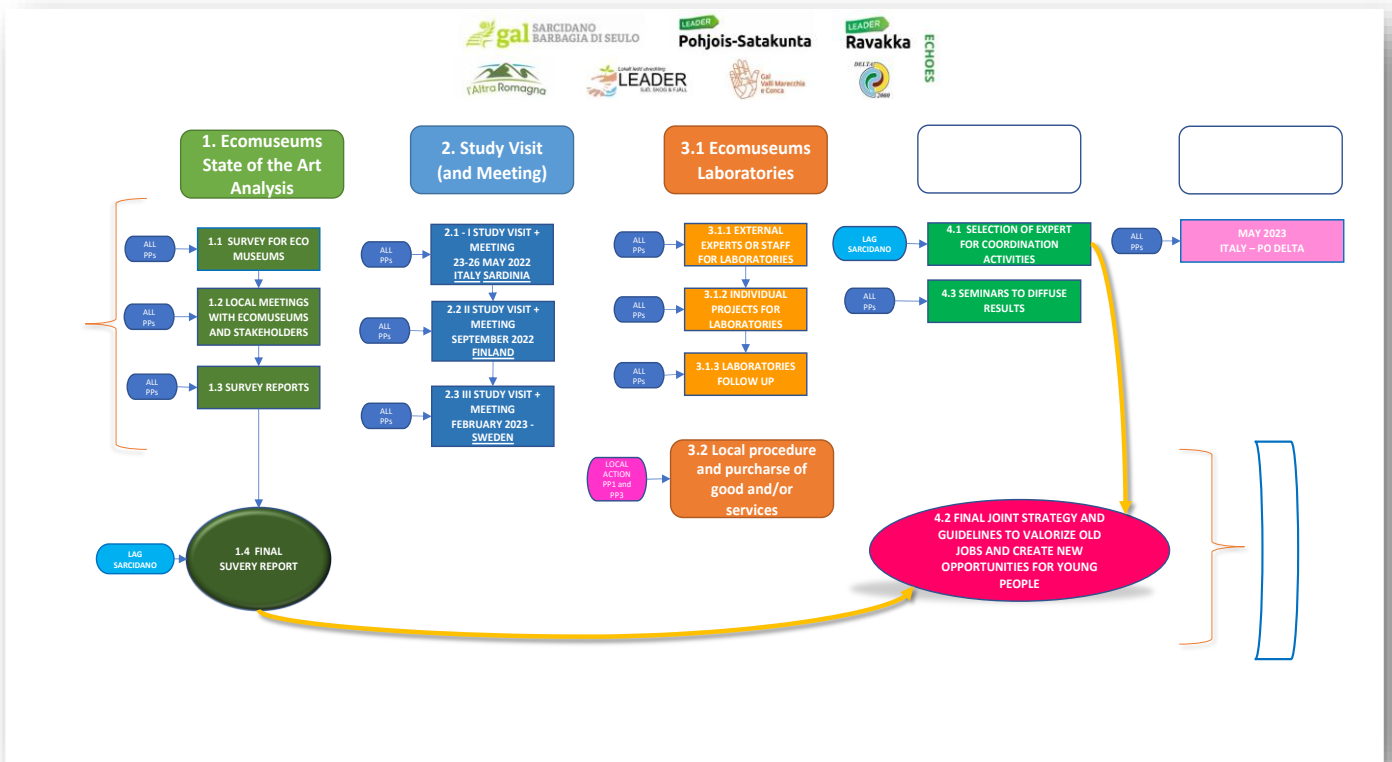 gal SARCIDANO
BARBAGIA DI SEULO
LEADER
Pohjois-Satakunta
LEADER
Ravakka
ECHOES
l'Altra Romagna
Lokalt ledd utveckling
LEADER
SJÖ, SKOG & FJÄLL
Gal
Valli Marecchia
e Conca
DELTA
2000
1. Ecomuseums
State of the Art
Analysis
2. Study Visit
(and Meeting)
3.1 Ecomuseums
Laboratories
ALL
PPs
1.1 SURVEY FOR ECO
MUSEUMS
ALL
PPs
1.2 LOCAL MEETINGS
WITH ECOMUSEUMS
AND STAKEHOLDERS
ALL
PPs
1.3 SURVEY REPORTS
LAG
SARCIDANO
1.4 FINAL
SUVERY REPORT
ALL
PPs
2.1 - I STUDY VISIT +
MEETING
23-26 MAY 2022
ITALY SARDINIA
ALL
PPs
2.2 II STUDY VISIT +
MEETING
SEPTEMBER 2022
FINLAND
ALL
PPs
2.3 III STUDY VISIT +
MEETING
FEBRUARY 2023 -
SWEDEN
ALL
PPs
3.1.1 EXTERNAL
EXPERTS OR STAFF
FOR LABORATORIES
ALL
PPs
3.1.2 INDIVIDUAL
PROJECTS FOR
LABORATORIES
ALL
PPs
3.1.3 LABORATORIES
FOLLOW UP
LOCAL
ACTION
PP1 and
PP3
3.2 Local procedure
and purcharse of
good and/or
services
LAG
SARCIDANO
4.1 SELECTION OF EXPERT
FOR COORDINATION
ACTIVITIES
ALL
PPs
4.3 SEMINARS TO DIFFUSE
RESULTS
4.2 FINAL JOINT STRATEGY AND
GUIDELINES TO VALORIZE OLD
JOBS AND CREATE NEW
OPPORTUNITIES FOR YOUNG
PEOPLE
ALL
PPs
MAY 2023
ITALY – PO DELTA